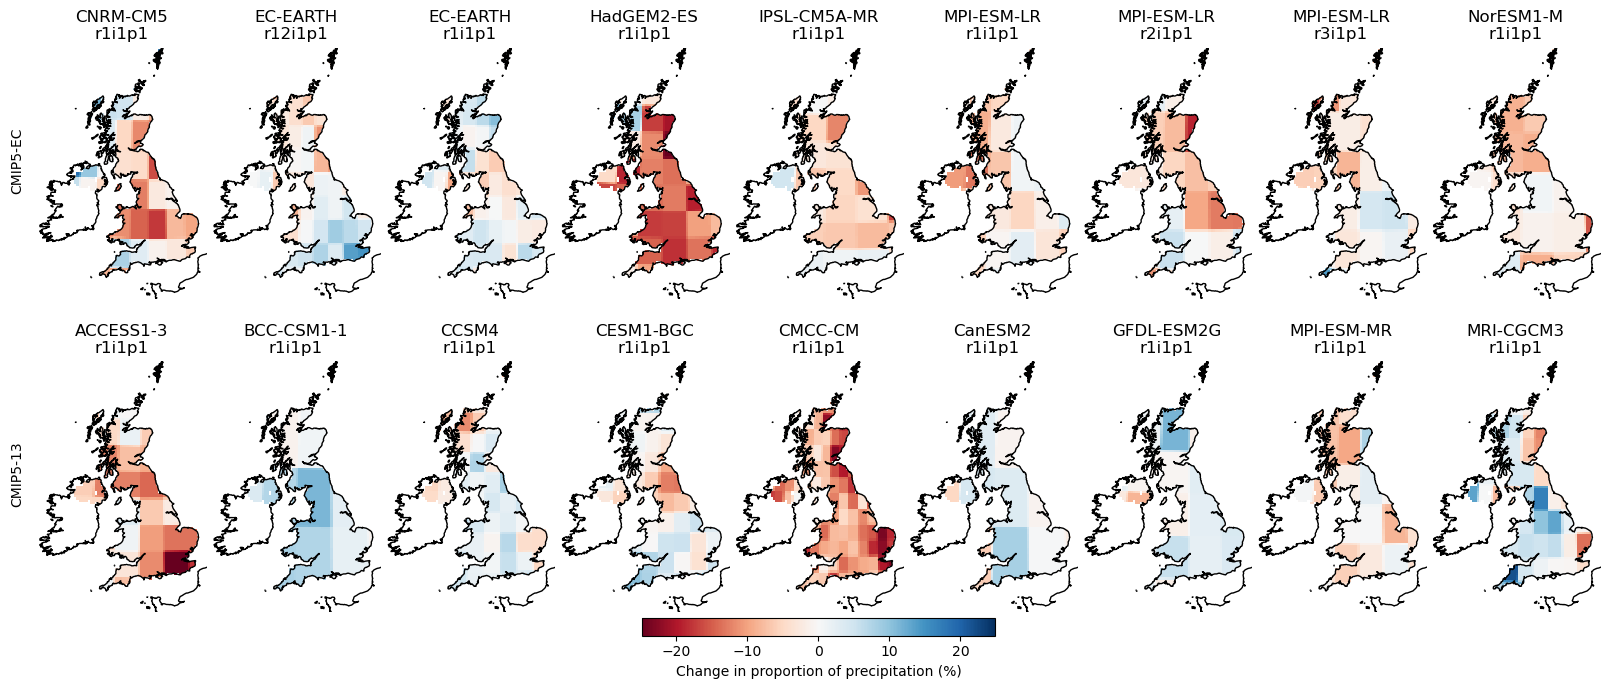 CNRM-CM5
r1i1p1
EC-EARTH
r12i1p1
EC-EARTH
r1i1p1
HadGEM2-ES
r1i1p1
IPSL-CM5A-MR
r1i1p1
MPI-ESM-LR
r1i1p1
MPI-ESM-LR
r2i1p1
MPI-ESM-LR
r3i1p1
NorESM1-M
r1i1p1
CMIP5-EC
ACCESS1-3
r1i1p1
BCC-CSM1-1
r1i1p1
CCSM4
r1i1p1
CESM1-BGC
r1i1p1
CMCC-CM
r1i1p1
CanESM2
r1i1p1
GFDL-ESM2G
r1i1p1
MPI-ESM-MR
r1i1p1
MRI-CGCM3
r1i1p1
CMIP5-13
−20 −10 0 10 20
Change in proportion of precipitation (%)